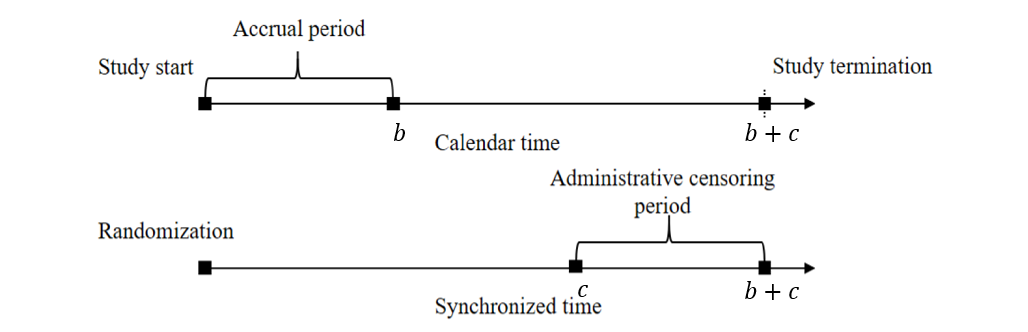 Accrual period
Study start
Study termination
b
b + c
Calendar time
Administrative censoring
period
Randomization
c
b + c
Synchronized time